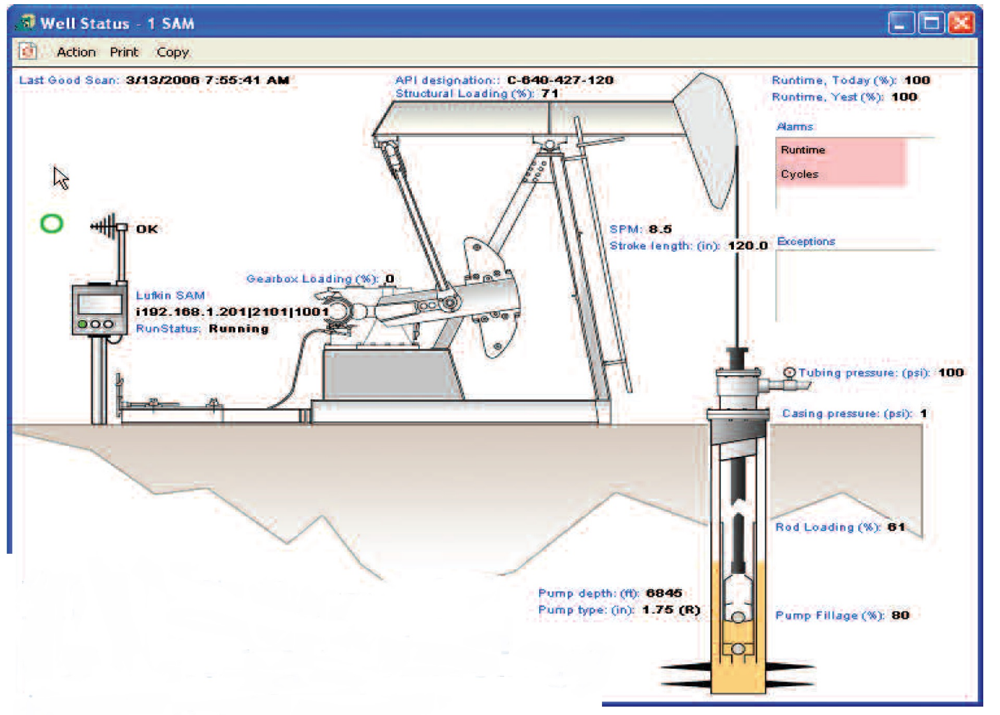 Well Status - 1 SAM
Action Print Copy
Last Good Scan: 3/13/2006 7:55:41 AM
API designation:: C-640-427-120
Structural Loading (%): 71
Runtime, Today (%): 100
Runtime, Yest (%): 100
Alarms
Runtime
Cycles
OK
SPM: 8.5
Stroke length: (in): 120.0
Exceptions
Gearbox Loading (%): 0
Lufkin SAM
i192.168.1.201|2101|1001
RunStatus: Running
Tubing pressure: (psi): 100
Casing pressure: (psi): 1
Rod Loading (%): 61
Pump depth: (ft): 6845
Pump type: (in): 1.75 (R)
Pump Fillage (%): 80